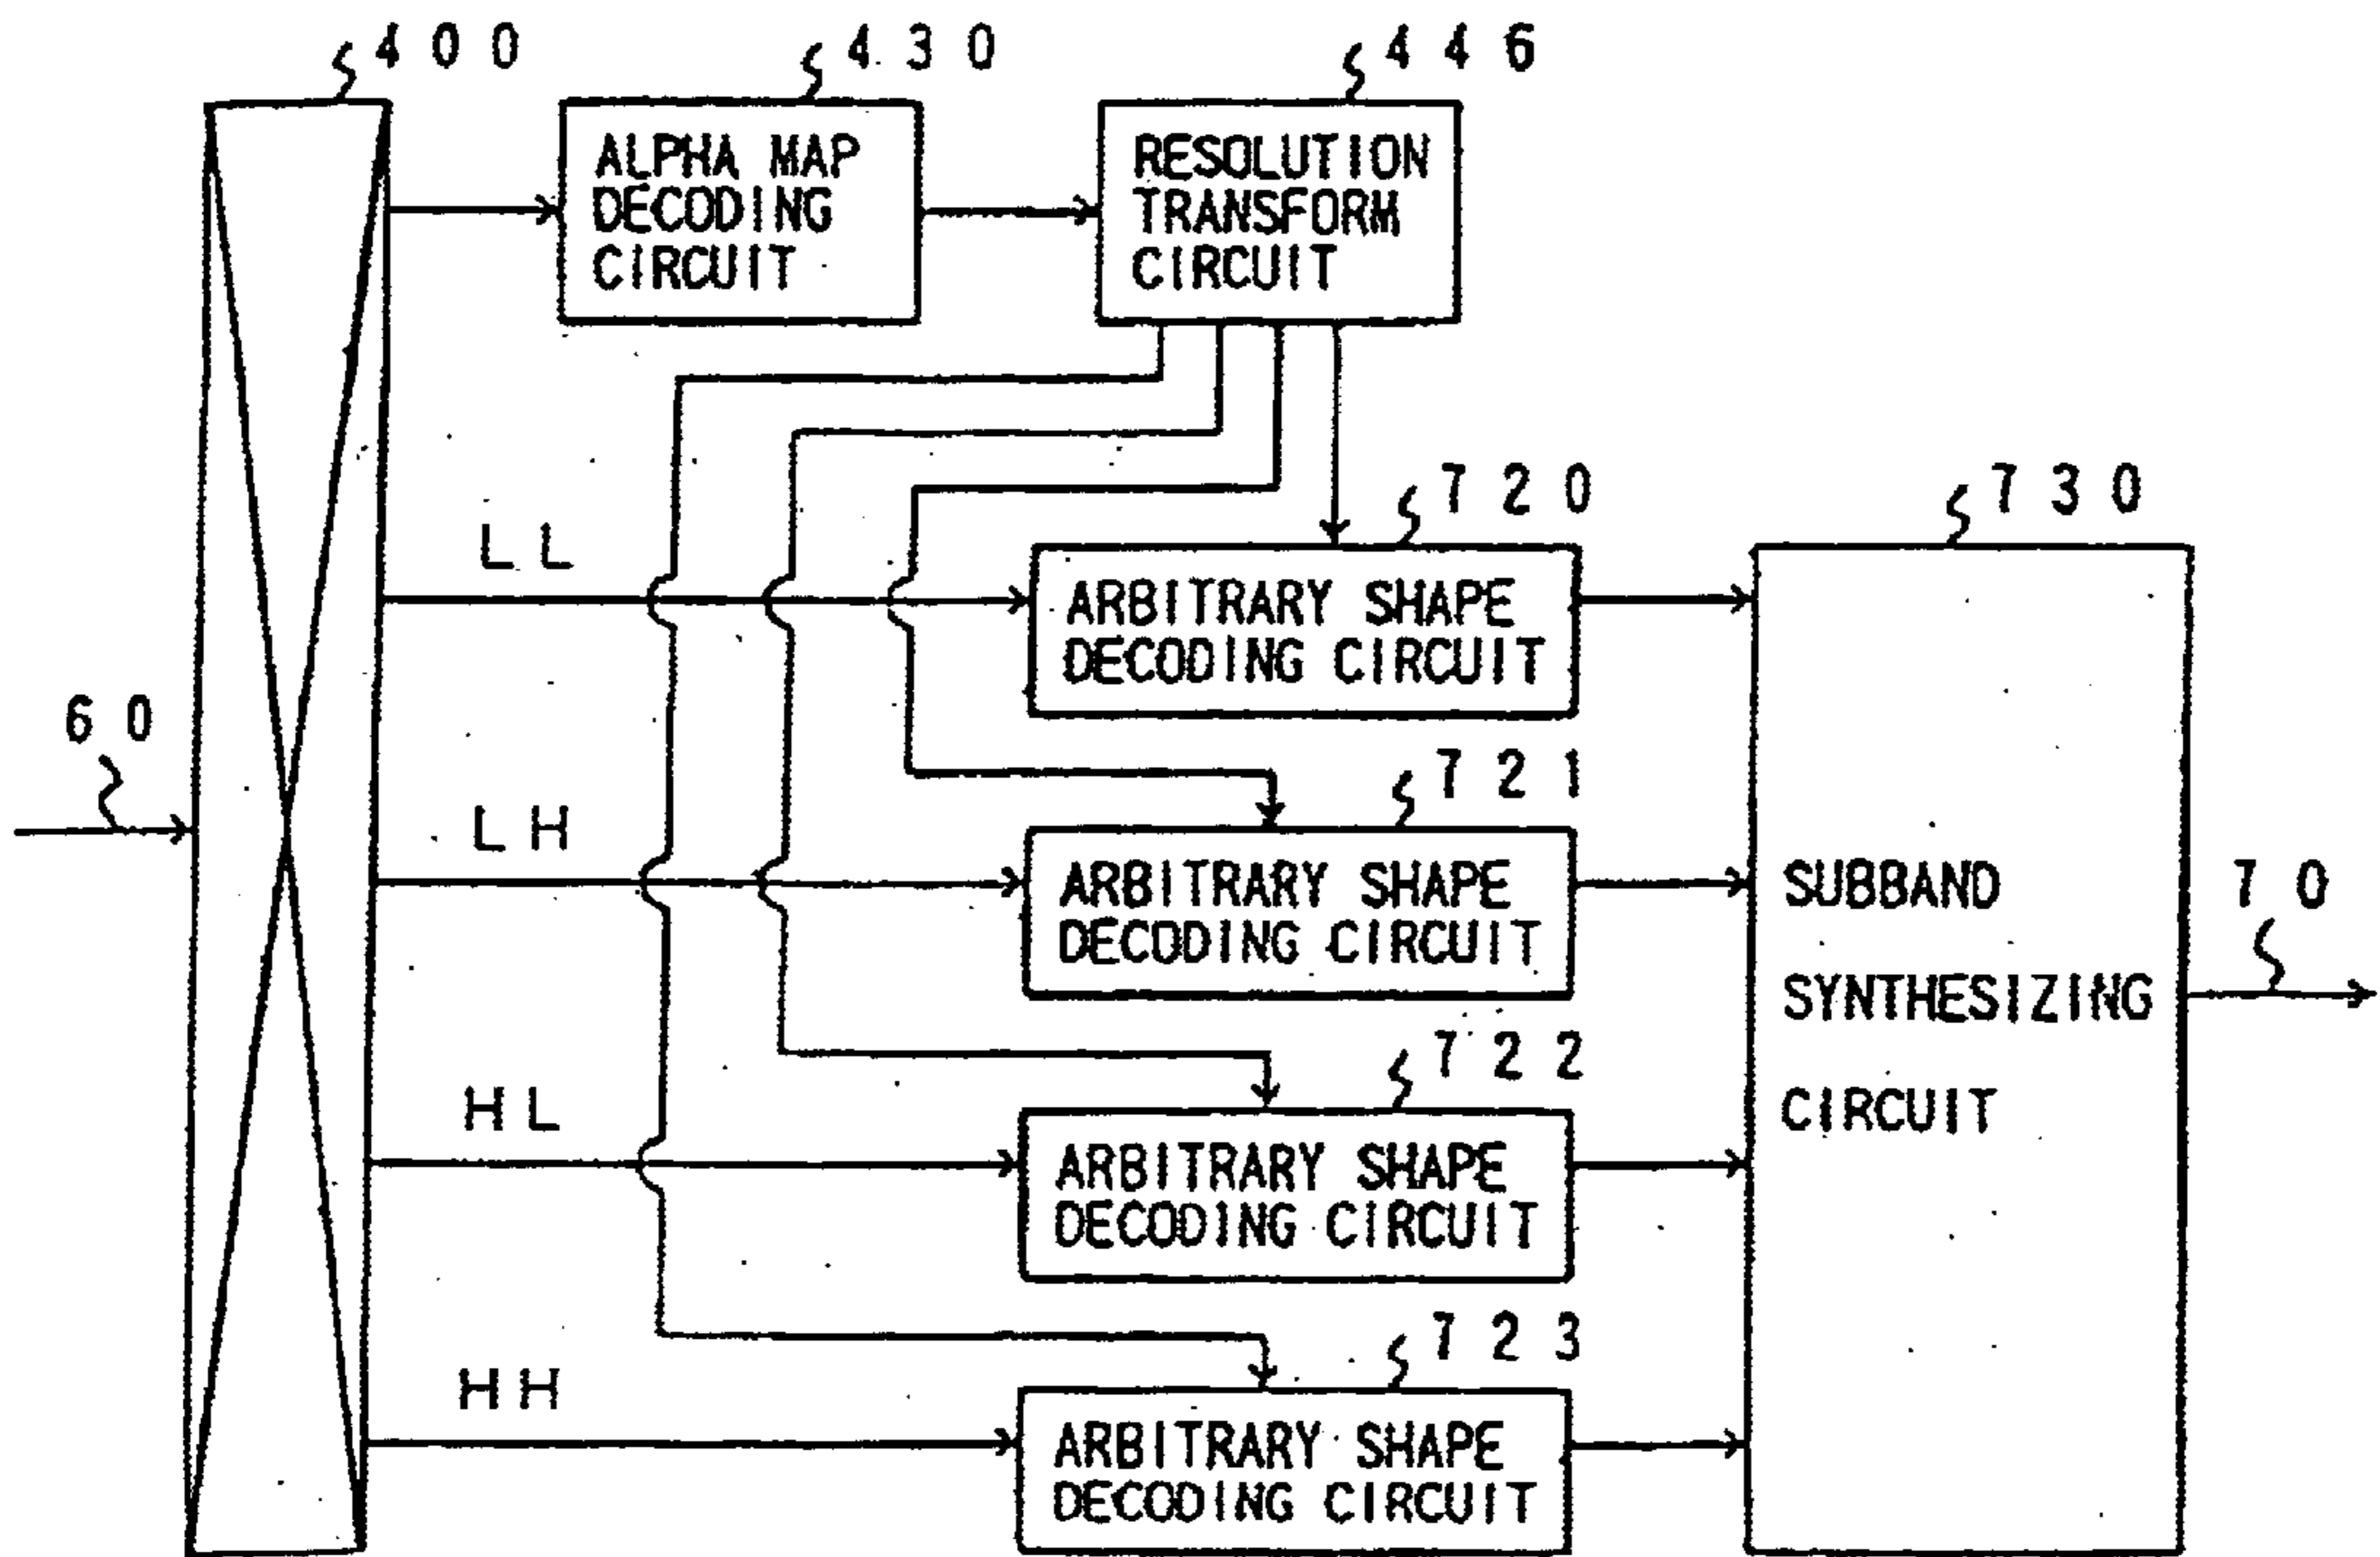 400
430
446
ALPHA MAP
DECODING
CIRCUIT
RESOLUTION
TRANSFORM
CIRCUIT
720
730
LL
ARBITRARY SHAPE
DECODING CIRCUIT
60
721
LH
ARBITRARY SHAPE
DECODING CIRCUIT
SUBBAND
SYNTHESIZING
CIRCUIT
70
722
HL
ARBITRARY SHAPE
DECODING CIRCUIT
723
HH
ARBITRARY SHAPE
DECODING CIRCUIT